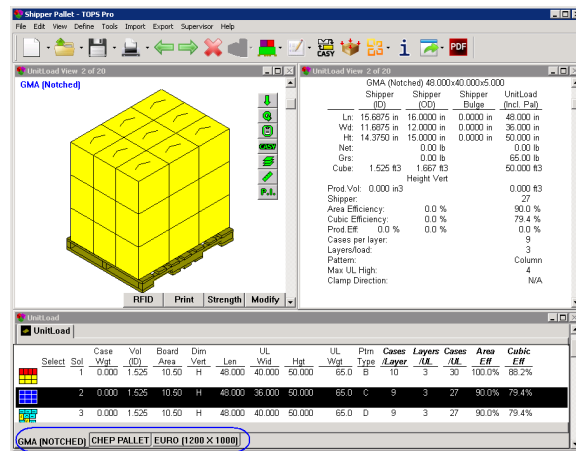 Shipper Pallet - TOPS Pro
File Edit View Define Tools Import Export Supervisor Help
CASY
PDF
UnitLoad View 2 of 20
GMA (Notched)
CASY
P.I.
RFID Print Strength Modify
UnitLoad View 2 of 20
GMA (Notched) 48.000x40.000x5.000
Shipper Shipper Shipper UnitLoad
(ID) (OD) Bulge (Incl. Pal)
Ln: 15.6875 in 16.0000 in 0.0000 in 48.000 in
Wd: 11.6875 in 12.0000 in 0.0000 in 36.000 in
Ht: 14.3750 in 15.0000 in 0.0000 in 50.000 in
Net: 0.00 lb 0.00 lb
Grs: 0.00 lb 65.00 lb
Cube: 1.525 ft3 1.667 ft3 50.000 ft3
Height Vert
Prod.Vol: 0.000 in3 0.000 ft3
Shipper: 27
Area Efficiency: 0.0 % 90.0 %
Cubic Efficiency: 0.0 % 79.4 %
Prod.Eff: 0.0 % 0.0 % 0.0 %
Cases per layer: 9
Layers/load: 3
Pattern: Column
Max UL High: 4
Clamp Direction: N/A
UnitLoad
UnitLoad
Case Vol Board Dim UL UL Ptrn Cases Layers Cases Area Cubic
Select Sol Wgt (ID) Area Vert Len Wid Hgt Wgt Type /Layer /UL /UL Eff Eff
1 0.000 1.525 10.50 H 48.000 40.000 50.000 65.0 B 10 3 30 100.0% 88.2%
2 0.000 1.525 10.50 H 48.000 36.000 50.000 65.0 C 9 3 27 90.0% 79.4%
3 0.000 1.525 10.50 H 48.000 40.000 50.000 65.0 D 9 3 27 90.0% 79.4%
GMA (NOTCHED) CHEP PALLET EURO (1200 X 1000)